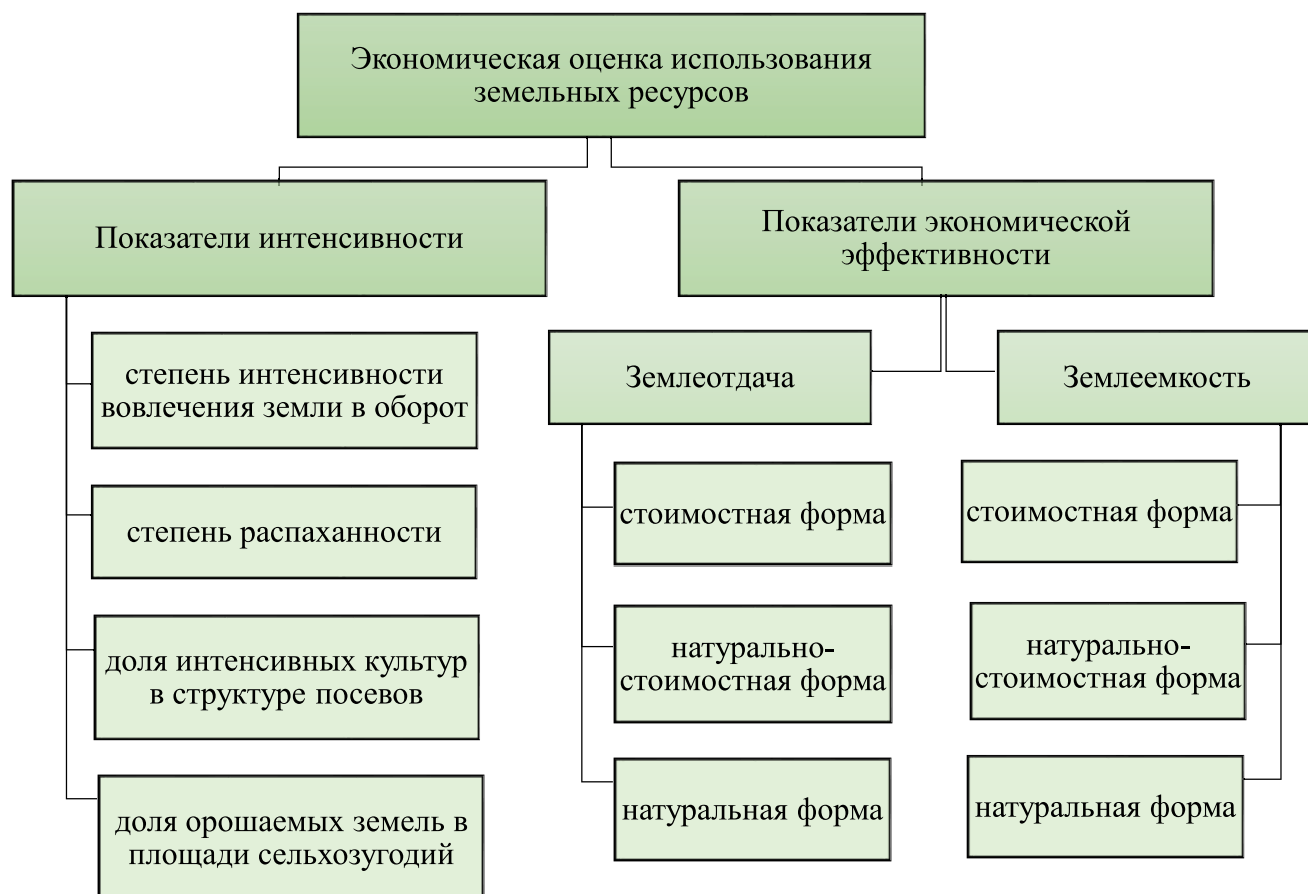 Экономическая оценка использования
земельных ресурсов
Показатели интенсивности
степень интенсивности
вовлечения земли в оборот
степень распаханности
доля интенсивных культур
в структуре посевов
доля орошаемых земель в
площади сельхозугодий
Показатели экономической
эффективности
Землеотдача
стоимостная форма
натурально-
стоимостная форма
натуральная форма
Землеемкость
стоимостная форма
натурально-
стоимостная форма
натуральная форма